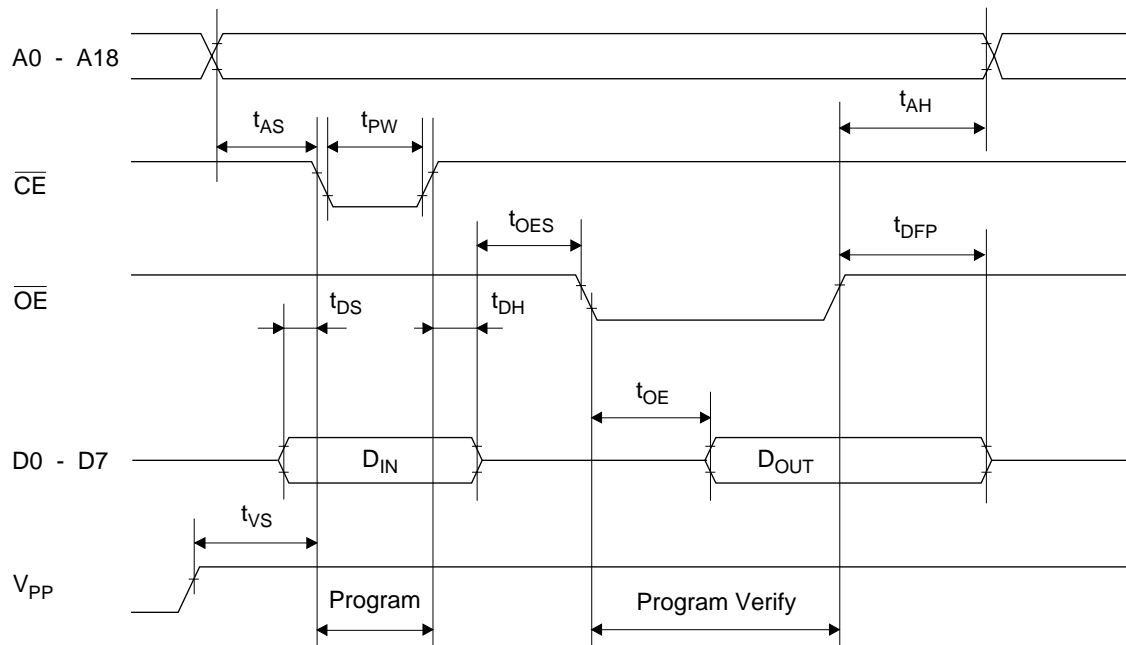 A0 - A18
tAS
tPW
tAH
CE
tOES
tDFP
OE
tDS
tDH
tOE
D0 - D7
DIN
DOUT
tVS
VPP
Program
Program Verify